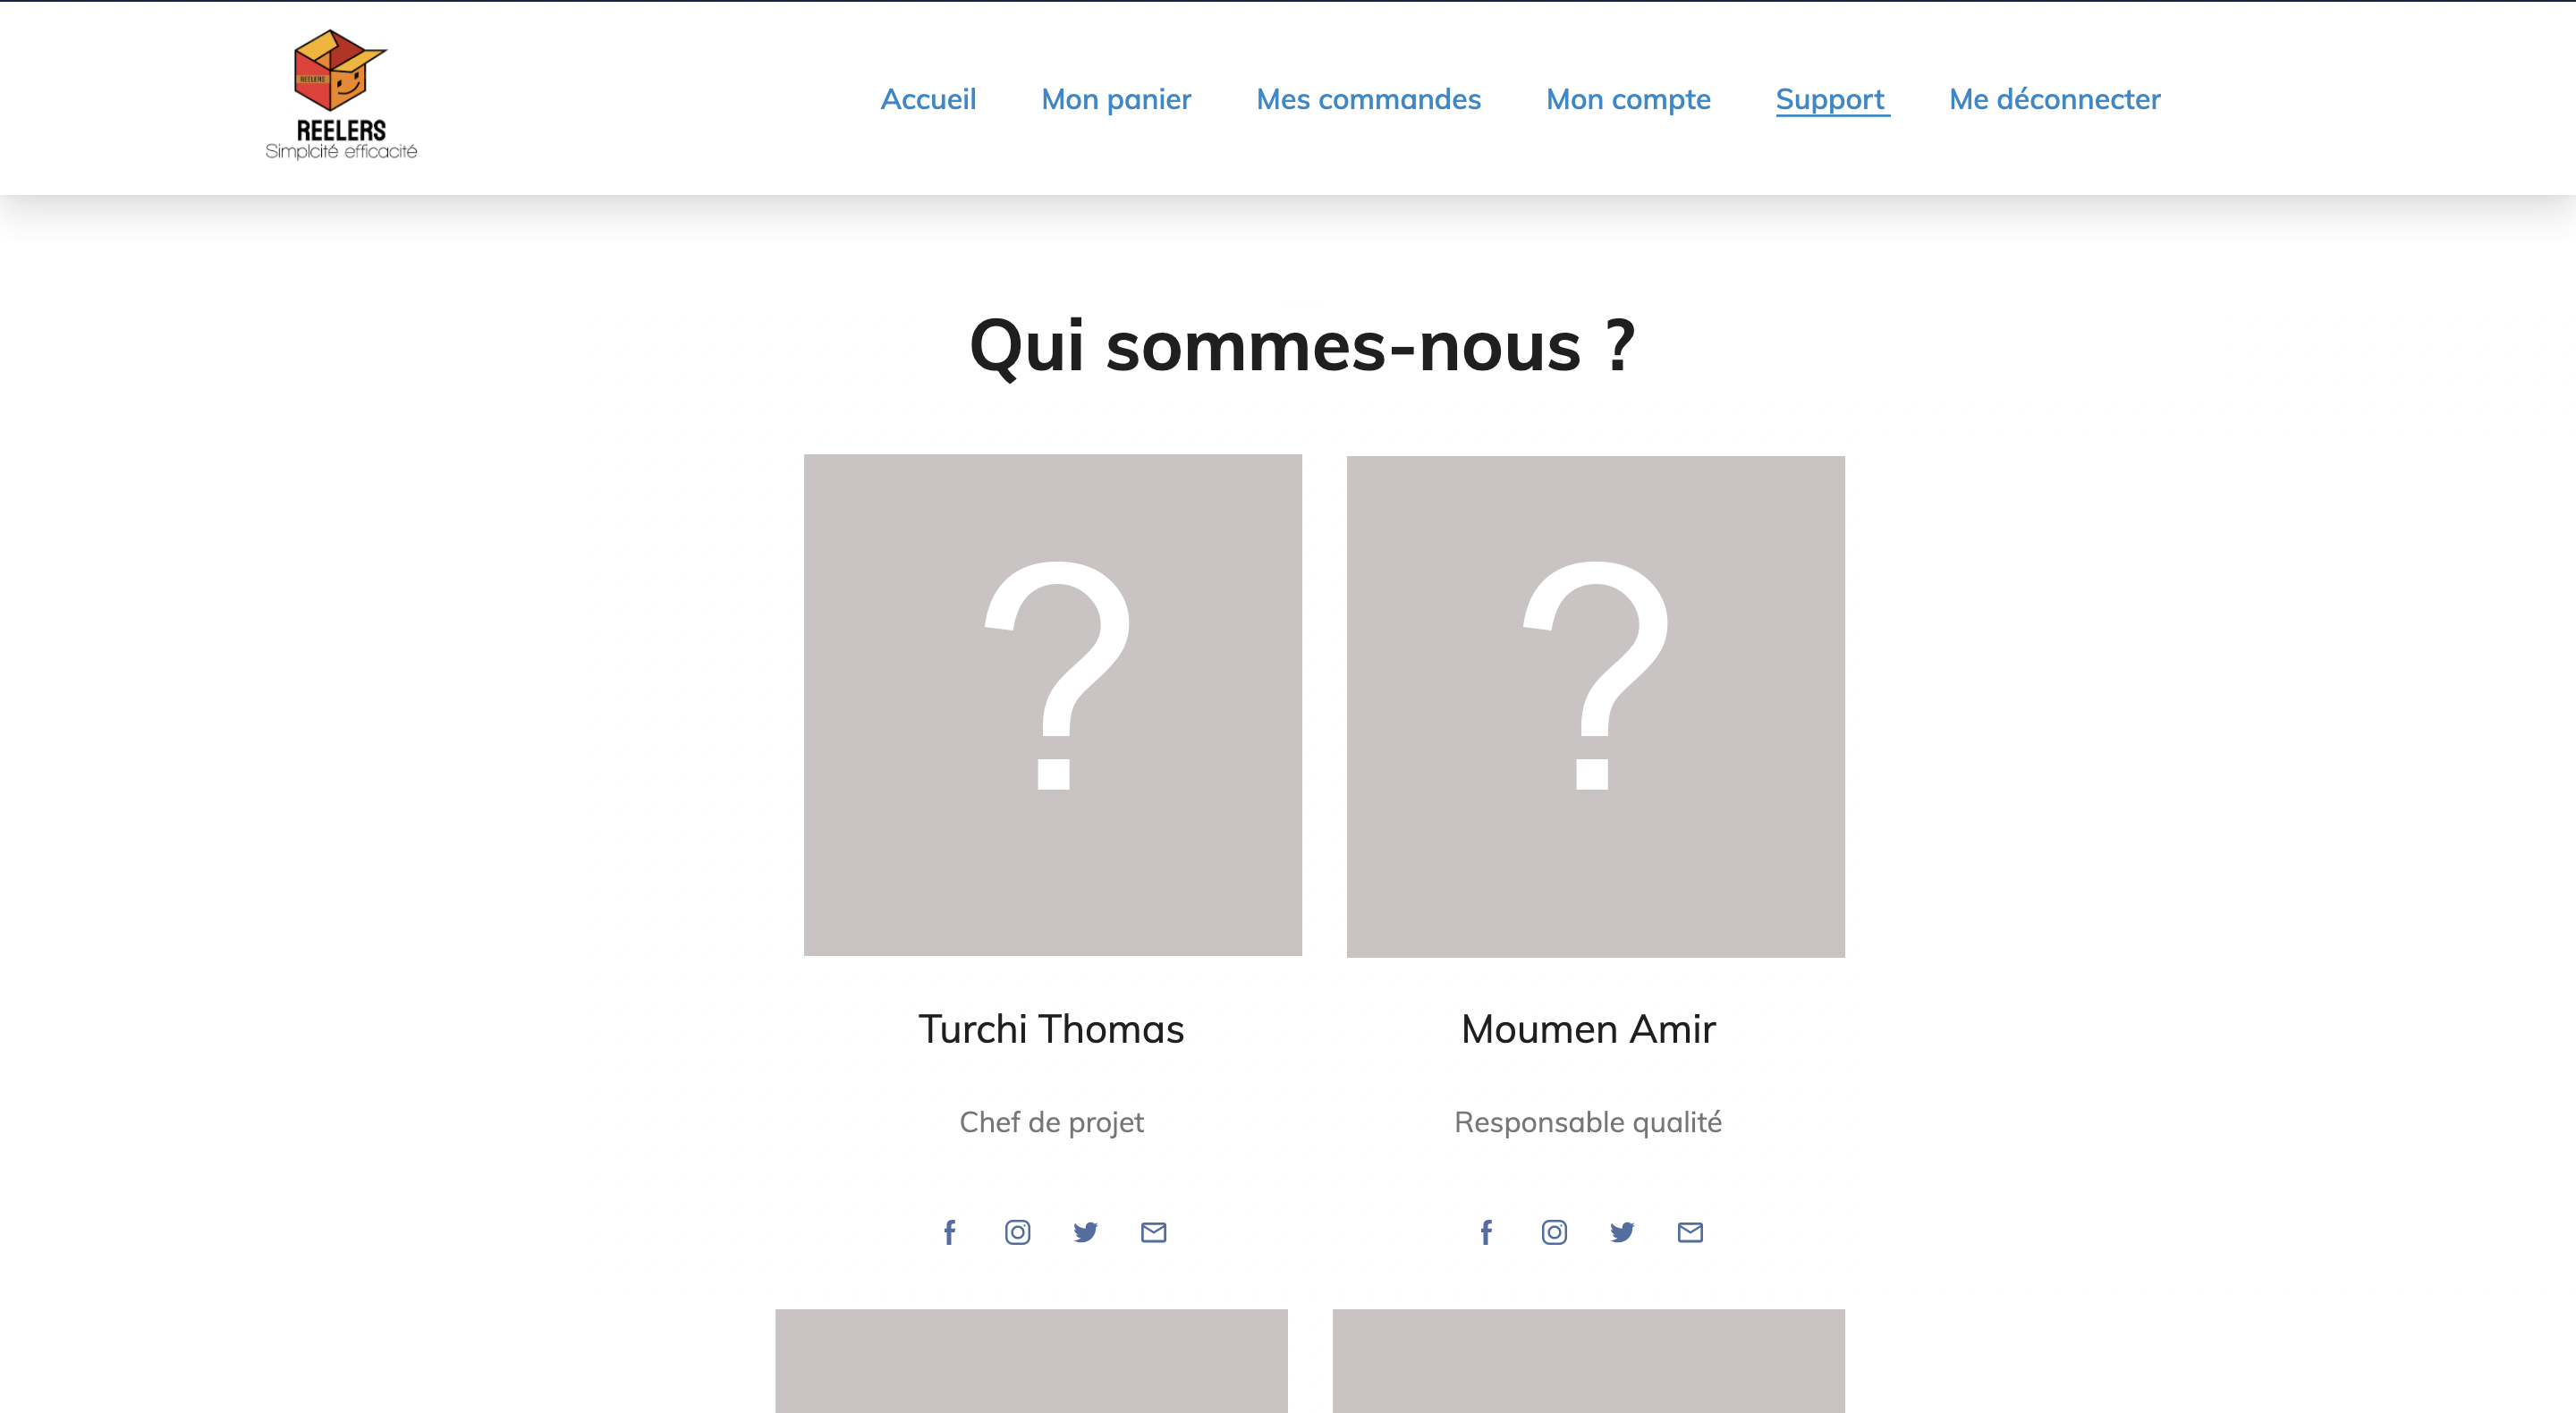 REELERS
REELERS
Simplcité efficacité
Accueil Mon panier Mes commandes Mon compte Support Me déconnecter
Qui sommes-nous ?
? ?
Turchi Thomas Moumen Amir
Chef de projet Responsable qualité